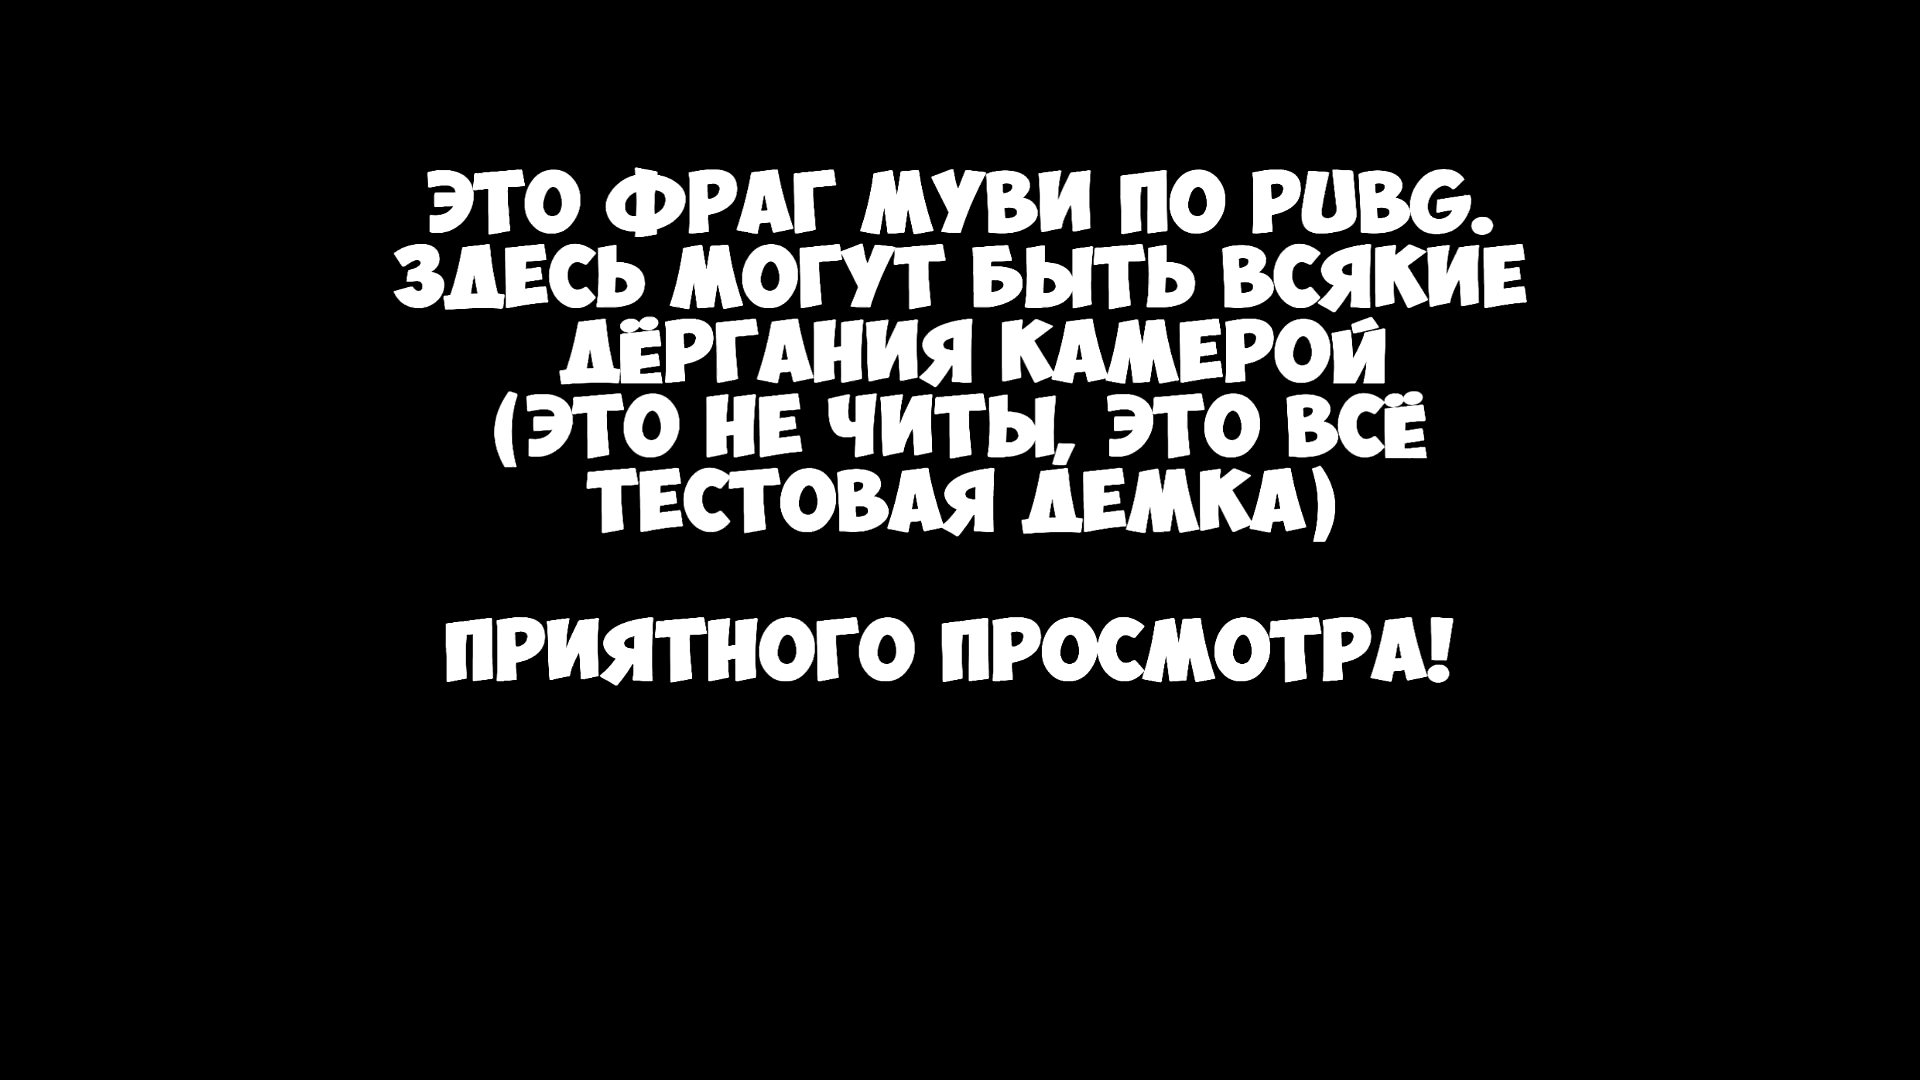 ЭТО ФРАГ МУВИ ПО PUBG.
ЗДЕСЬ МОГУТ БЫТЬ ВСЯКИЕ
ДЁРГАНИЯ КАМЕРОЙ
(ЭТО НЕ ЧИТЫ, ЭТО ВСЁ
ТЕСТОВАЯ ДЕМКА)
ПРИЯТНОГО ПРОСМОТРА!